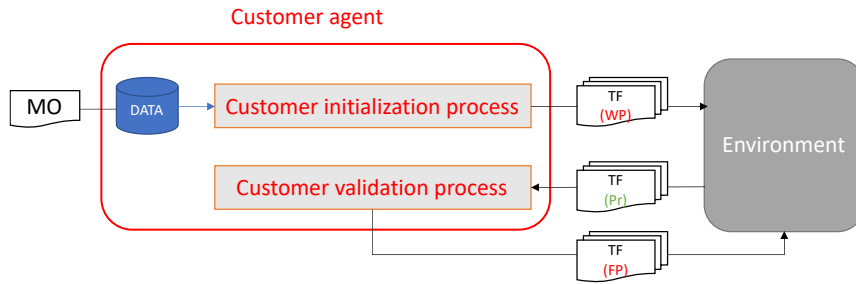 Customer agent
MO
DATA
Customer initialization process
TF
(WP)
Environment
Customer validation process
TF
(Pr)
TF
(FP)